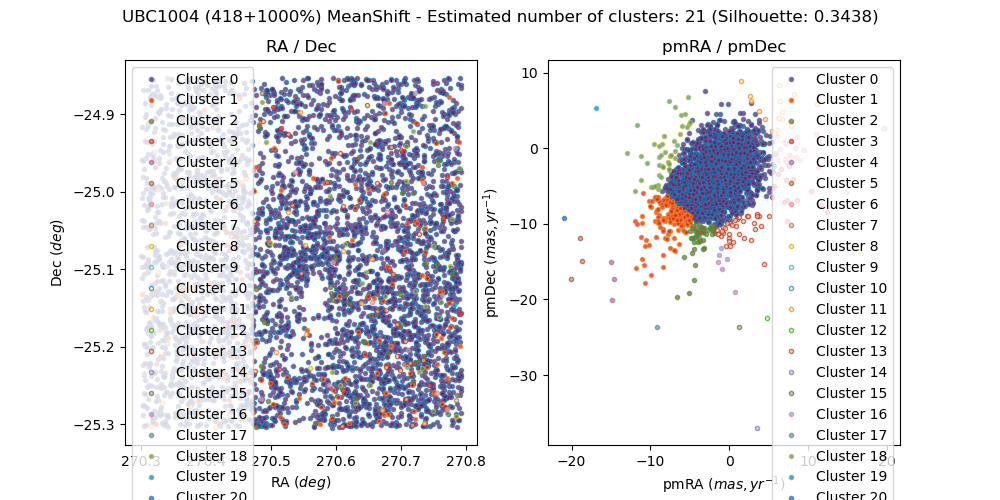 UBC1004 (418+1000%) MeanShift - Estimated number of clusters: 21 (Silhouette: 0.3438)
RA / Dec
−24.9
−25.0
−25.1
−25.2
−25.3
Dec (deg)
270.3
270.4
270.5
270.6
270.7
270.8
RA (deg)
Cluster 0
Cluster 1
Cluster 2
Cluster 3
Cluster 4
Cluster 5
Cluster 6
Cluster 7
Cluster 8
Cluster 9
Cluster 10
Cluster 11
Cluster 12
Cluster 13
Cluster 14
Cluster 15
Cluster 16
Cluster 17
Cluster 18
Cluster 19
Cluster 20
pmRA / pmDec
10
0
−10
−20
−30
pmDec (mas, yr⁻¹)
−20
−10
0
10
20
pmRA (mas, yr⁻¹)
Cluster 0
Cluster 1
Cluster 2
Cluster 3
Cluster 4
Cluster 5
Cluster 6
Cluster 7
Cluster 8
Cluster 9
Cluster 10
Cluster 11
Cluster 12
Cluster 13
Cluster 14
Cluster 15
Cluster 16
Cluster 17
Cluster 18
Cluster 19
Cluster 20